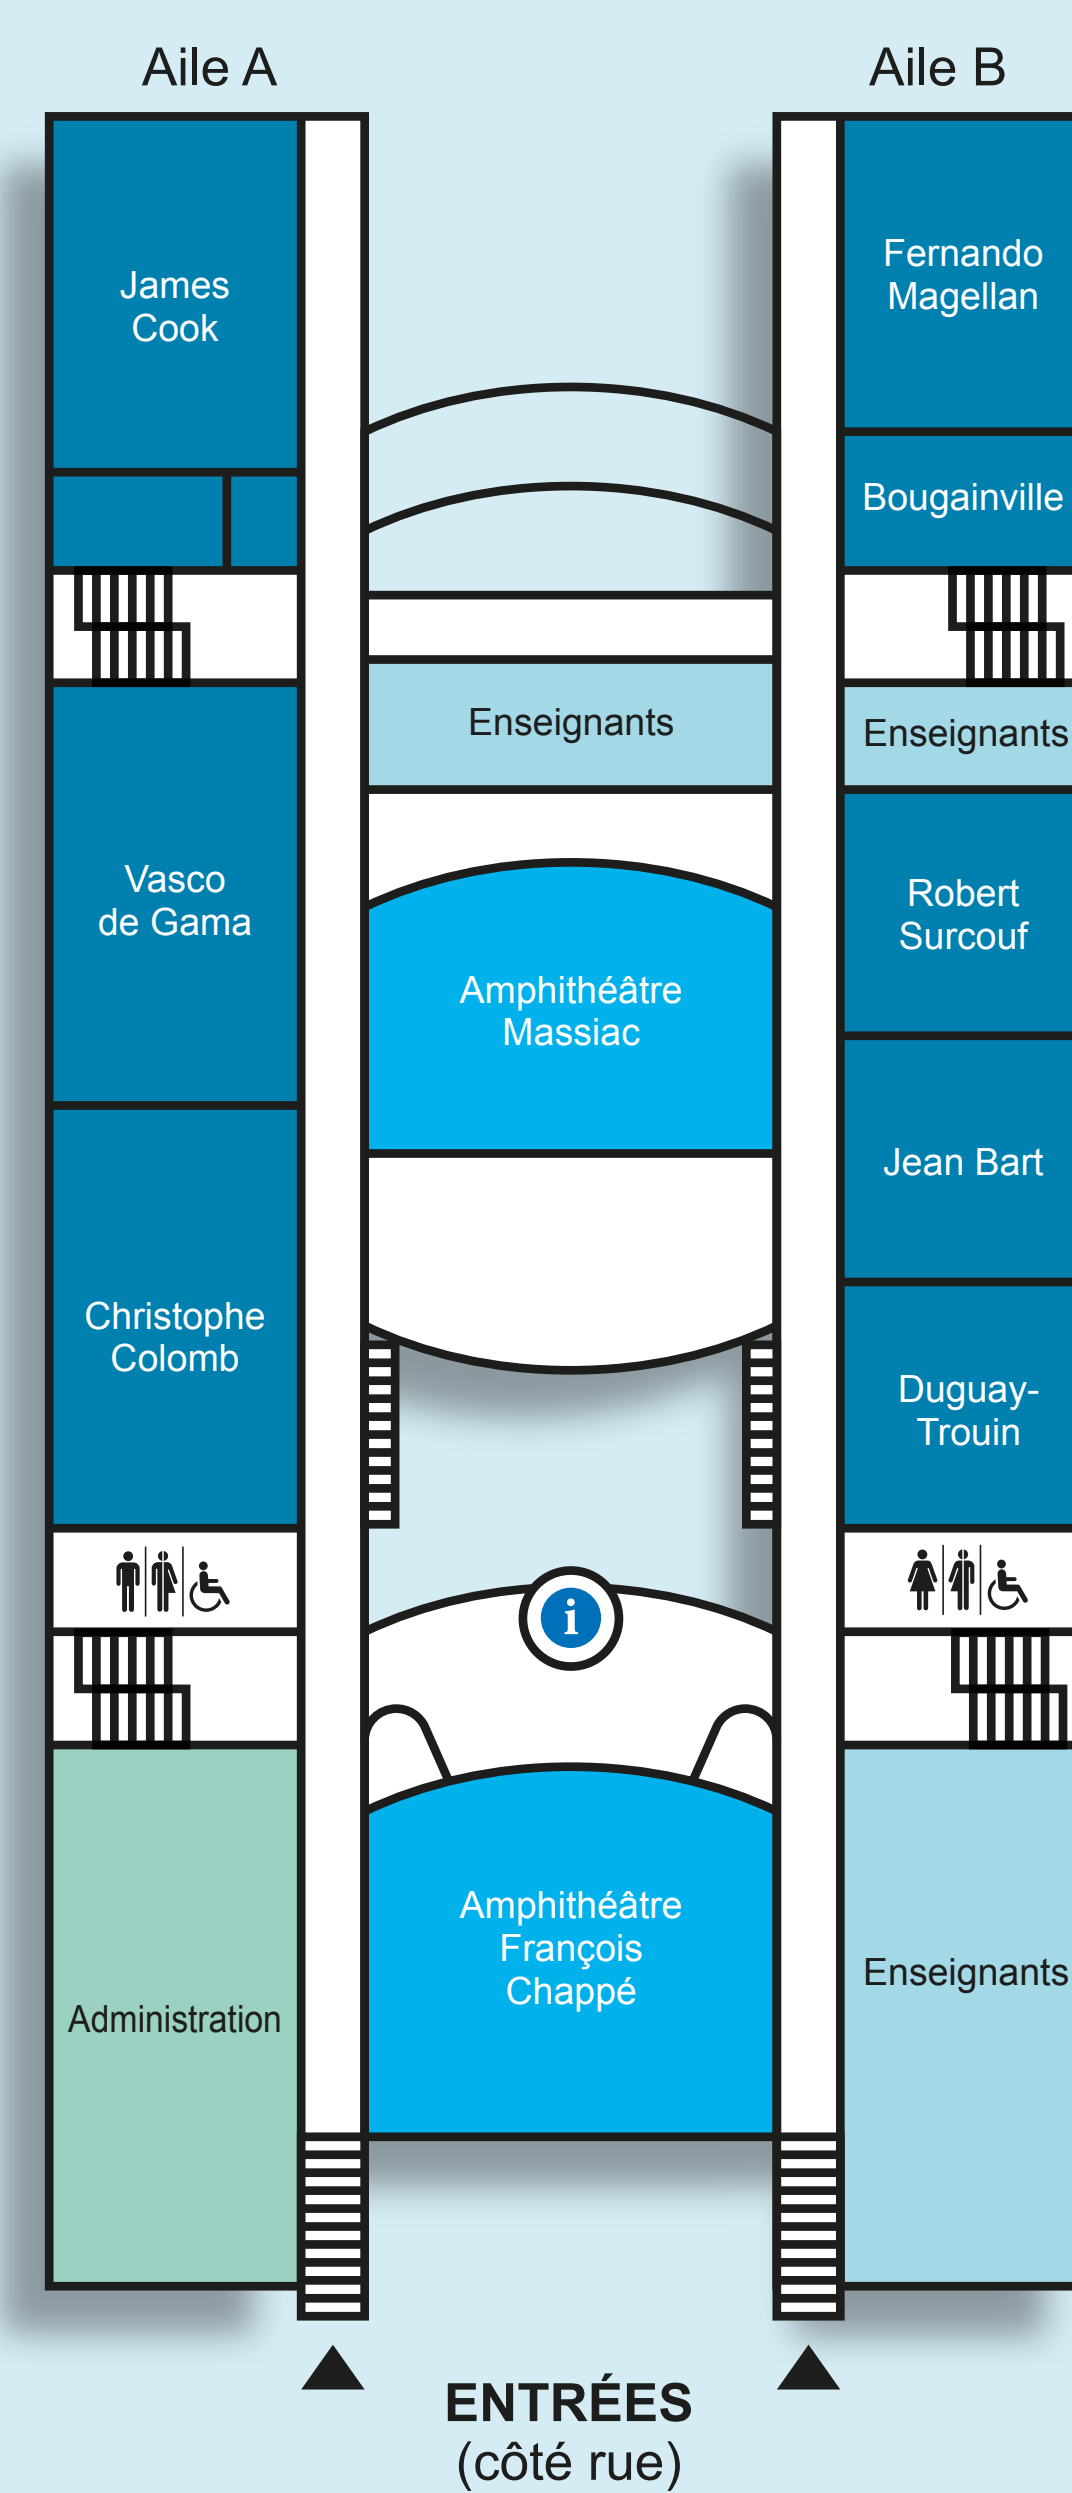 Aile A
Aile B
James
Cook
Fernando
Magellan
Bougainville
Enseignants
Enseignants
Vasco
de Gama
Robert
Surcouf
Amphithéâtre
Massiac
Jean Bart
Christophe
Colomb
Duguay-
Trouin
i
Amphithéâtre
François
Chappé
Enseignants
Administration
ENTRÉES
(côté rue)